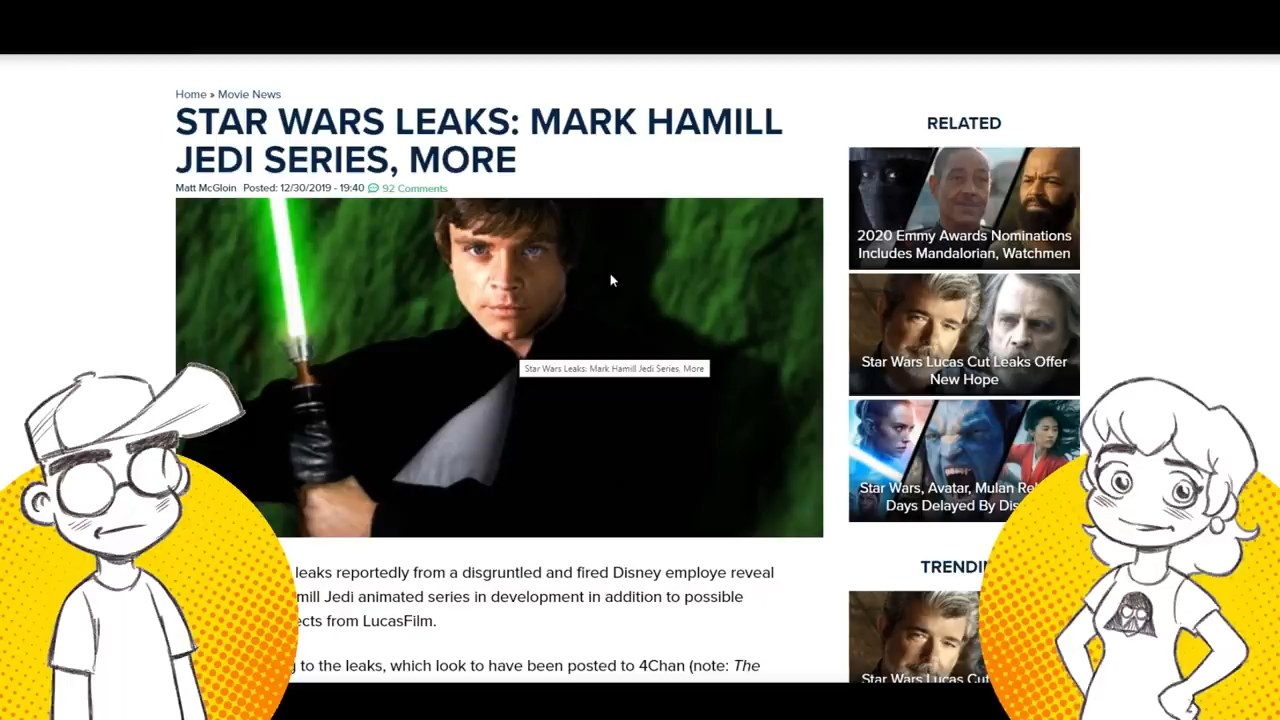 Home » Movie News
STAR WARS LEAKS: MARK HAMILL
JEDI SERIES, MORE
Matt McGloin Posted: 12/30/2019 - 19:40 92 Comments
Star Wars Leaks: Mark Hamill Jedi Series, More
leaks reportedly from a disgruntled and fired Disney employe reveal
mill Jedi animated series in development in addition to possible
ects from LucasFilm.
g to the leaks, which look to have been posted to 4Chan (note: The
RELATED
2020 Emmy Awards Nominations
Includes Mandalorian, Watchmen
Star Wars Lucas Cut Leaks Offer
New Hope
Star Wars, Avatar, Mulan Rel
Days Delayed By Dis
TRENDI
Star Wars Lucas Cut